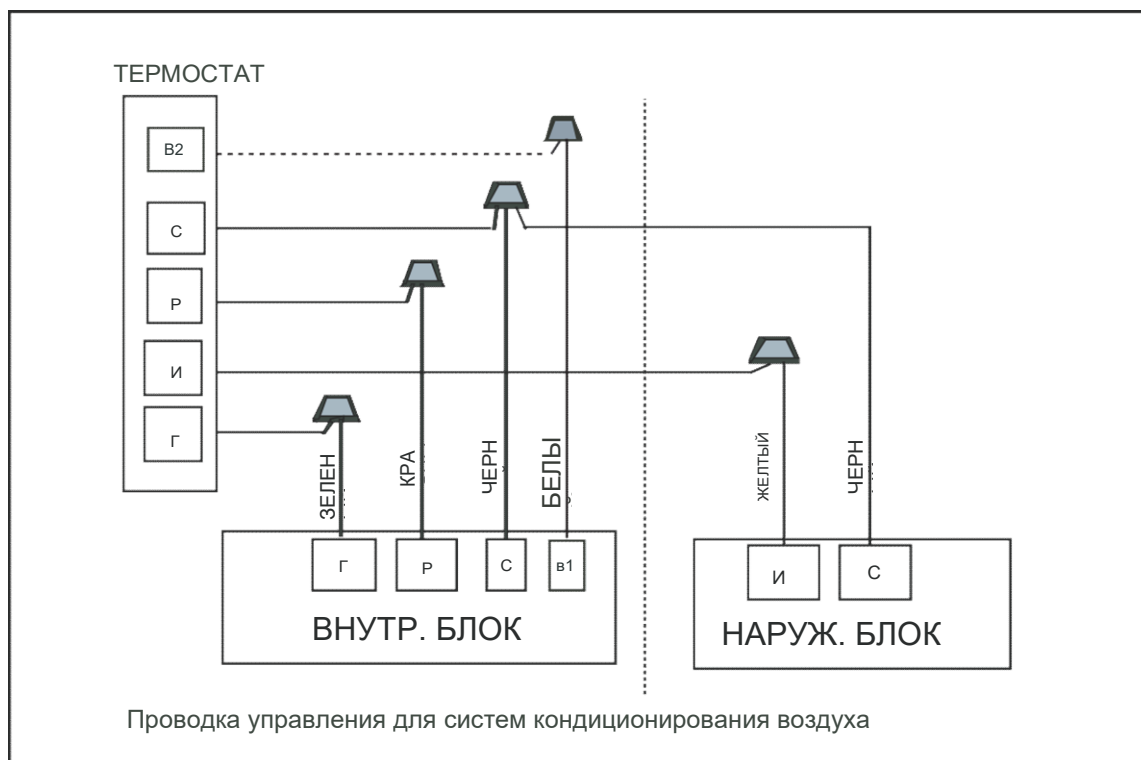 ТЕРМОСТАТ
В2
С
Р
И
Г
ЗЕЛЕН
КРА
ЧЕРН
БЕЛЫ
ЖЕЛТЫЙ
ЧЕРН
Г
Р
С
в1
И
С
ВНУТР. БЛОК
НАРУЖ. БЛОК
Проводка управления для систем кондиционирования воздуха